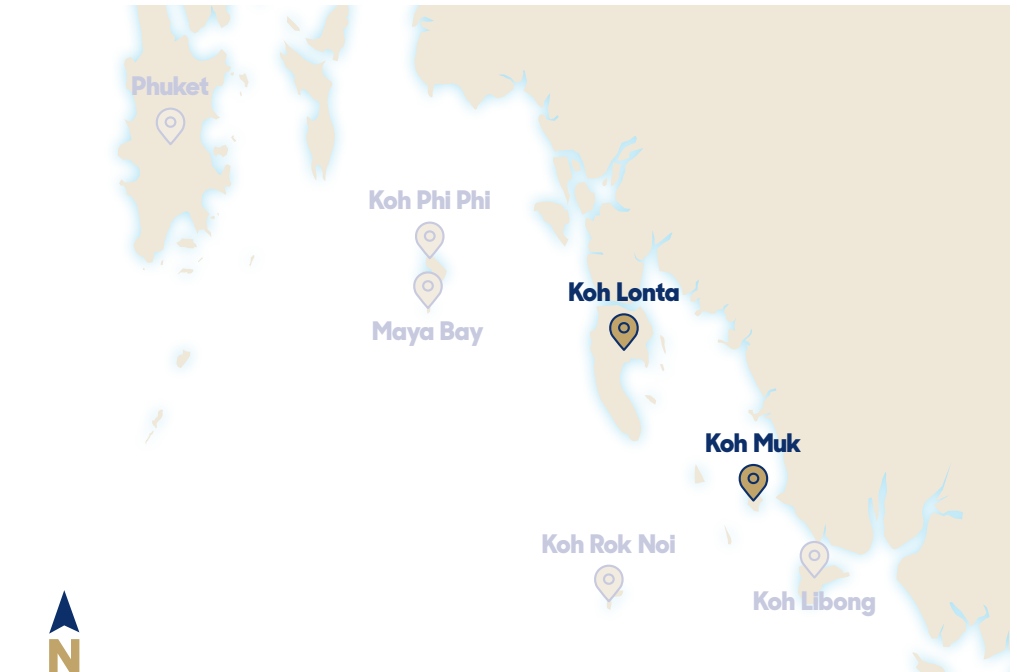 Phuket
Koh Phi Phi
Koh Lonta
Maya Bay
Koh Muk
Koh Rok Noi
Koh Libong
N